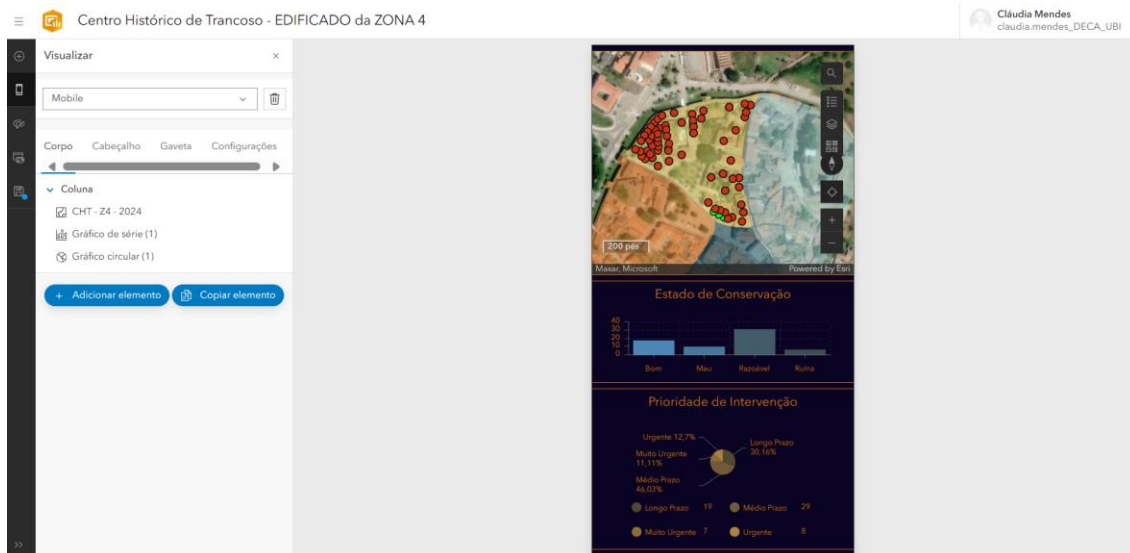 Centro Histórico de Trancoso - EDIFICADO da ZONA 4
Cláudia Mendes
claudia.mendes_DECA_UBI
Visualizar
Mobile
Corpo Cabeçalho Gaveta Configurações
Coluna
CHT - Z4 - 2024
Gráfico de série (1)
Gráfico circular (1)
+ Adicionar elemento
Copiar elemento
200 pés
Maxar, Microsoft
Powered by Esri
Estado de Conservação
40
30
20
10
0
Bom Mau Razoável Ruína
Prioridade de Intervenção
Urgente 12,7%
Longo Prazo
30,16%
Muito Urgente
11,11%
Médio Prazo
46,03%
Longo Prazo 19
Médio Prazo 29
Muito Urgente 7
Urgente 8